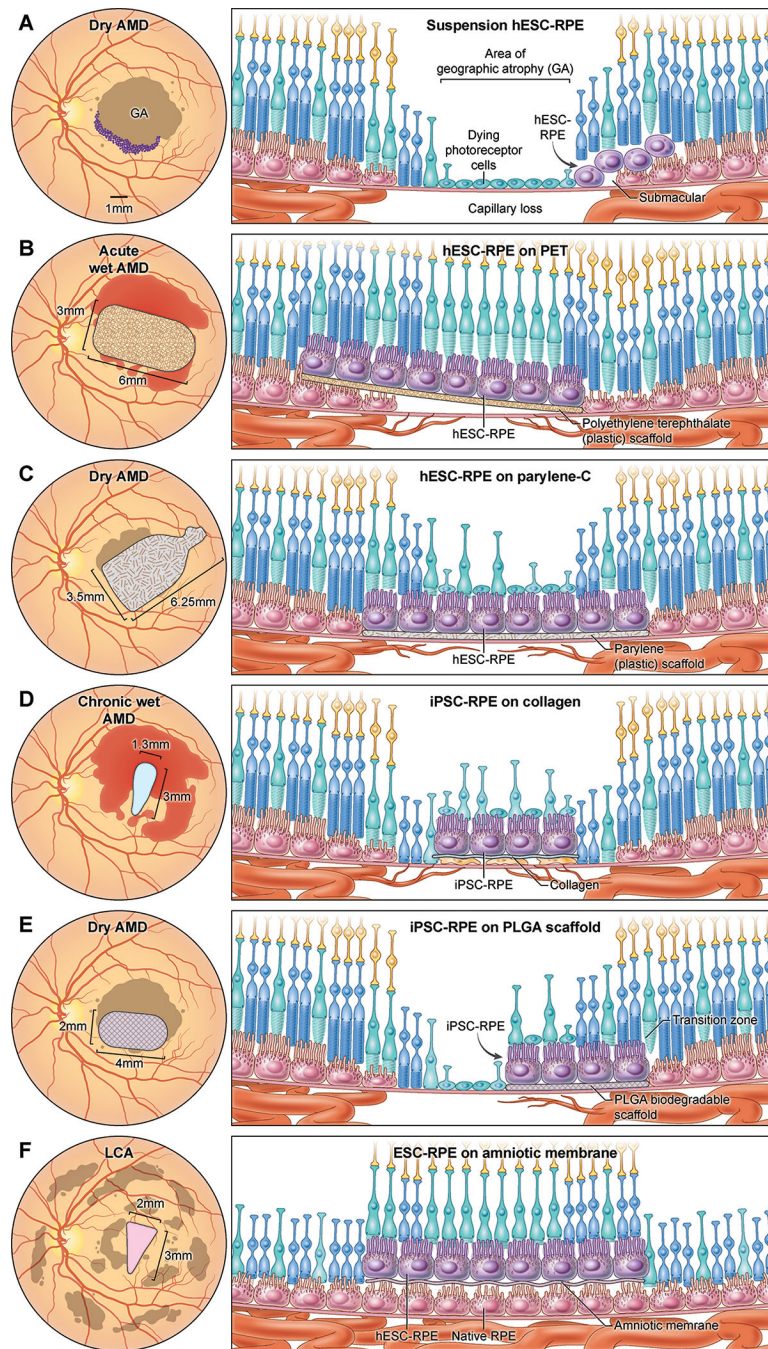 A
Dry AMD
GA
1mm
Suspension hESC-RPE
Area of
geographic atrophy (GA)
hESC-
RPE
Dying
photoreceptor
cells
Submacular
Capillary loss
B
Acute
wet AMD
3mm
6mm
hESC-RPE on PET
hESC-RPE
Polyethylene terephthalate
(plastic) scaffold
C
Dry AMD
3.5mm
6.25mm
hESC-RPE on parylene-C
hESC-RPE
Parylene
(plastic) scaffold
D
Chronic wet
AMD
1.3mm
3mm
iPSC-RPE on collagen
iPSC-RPE
Collagen
E
Dry AMD
2mm
4mm
iPSC-RPE on PLGA scaffold
iPSC-RPE
Transition zone
PLGA biodegradable
scaffold
F
LCA
2mm
3mm
ESC-RPE on amniotic membrane
hESC-RPE
Native RPE
Amniotic memrane